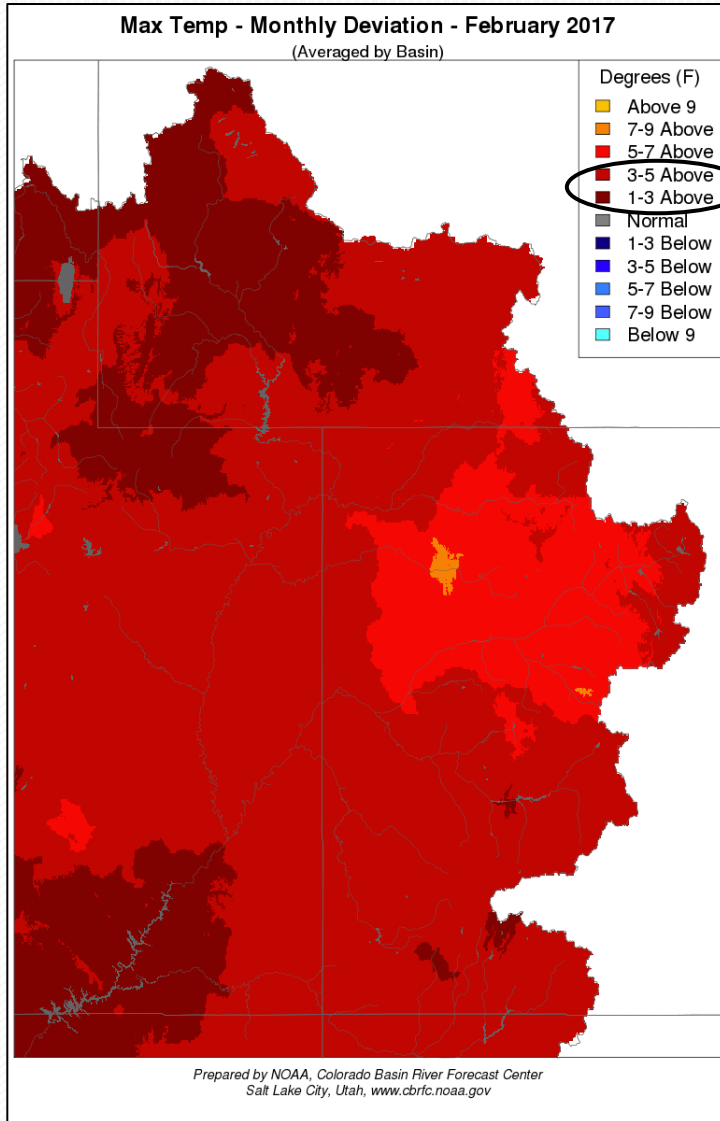 Max Temp - Monthly Deviation - February 2017
(Averaged by Basin)
Degrees (F)
Above 9
7-9 Above
5-7 Above
3-5 Above
1-3 Above
Normal
1-3 Below
3-5 Below
5-7 Below
7-9 Below
Below 9
Prepared by NOAA, Colorado Basin River Forecast Center
Salt Lake City, Utah, www.cbrfc.noaa.gov